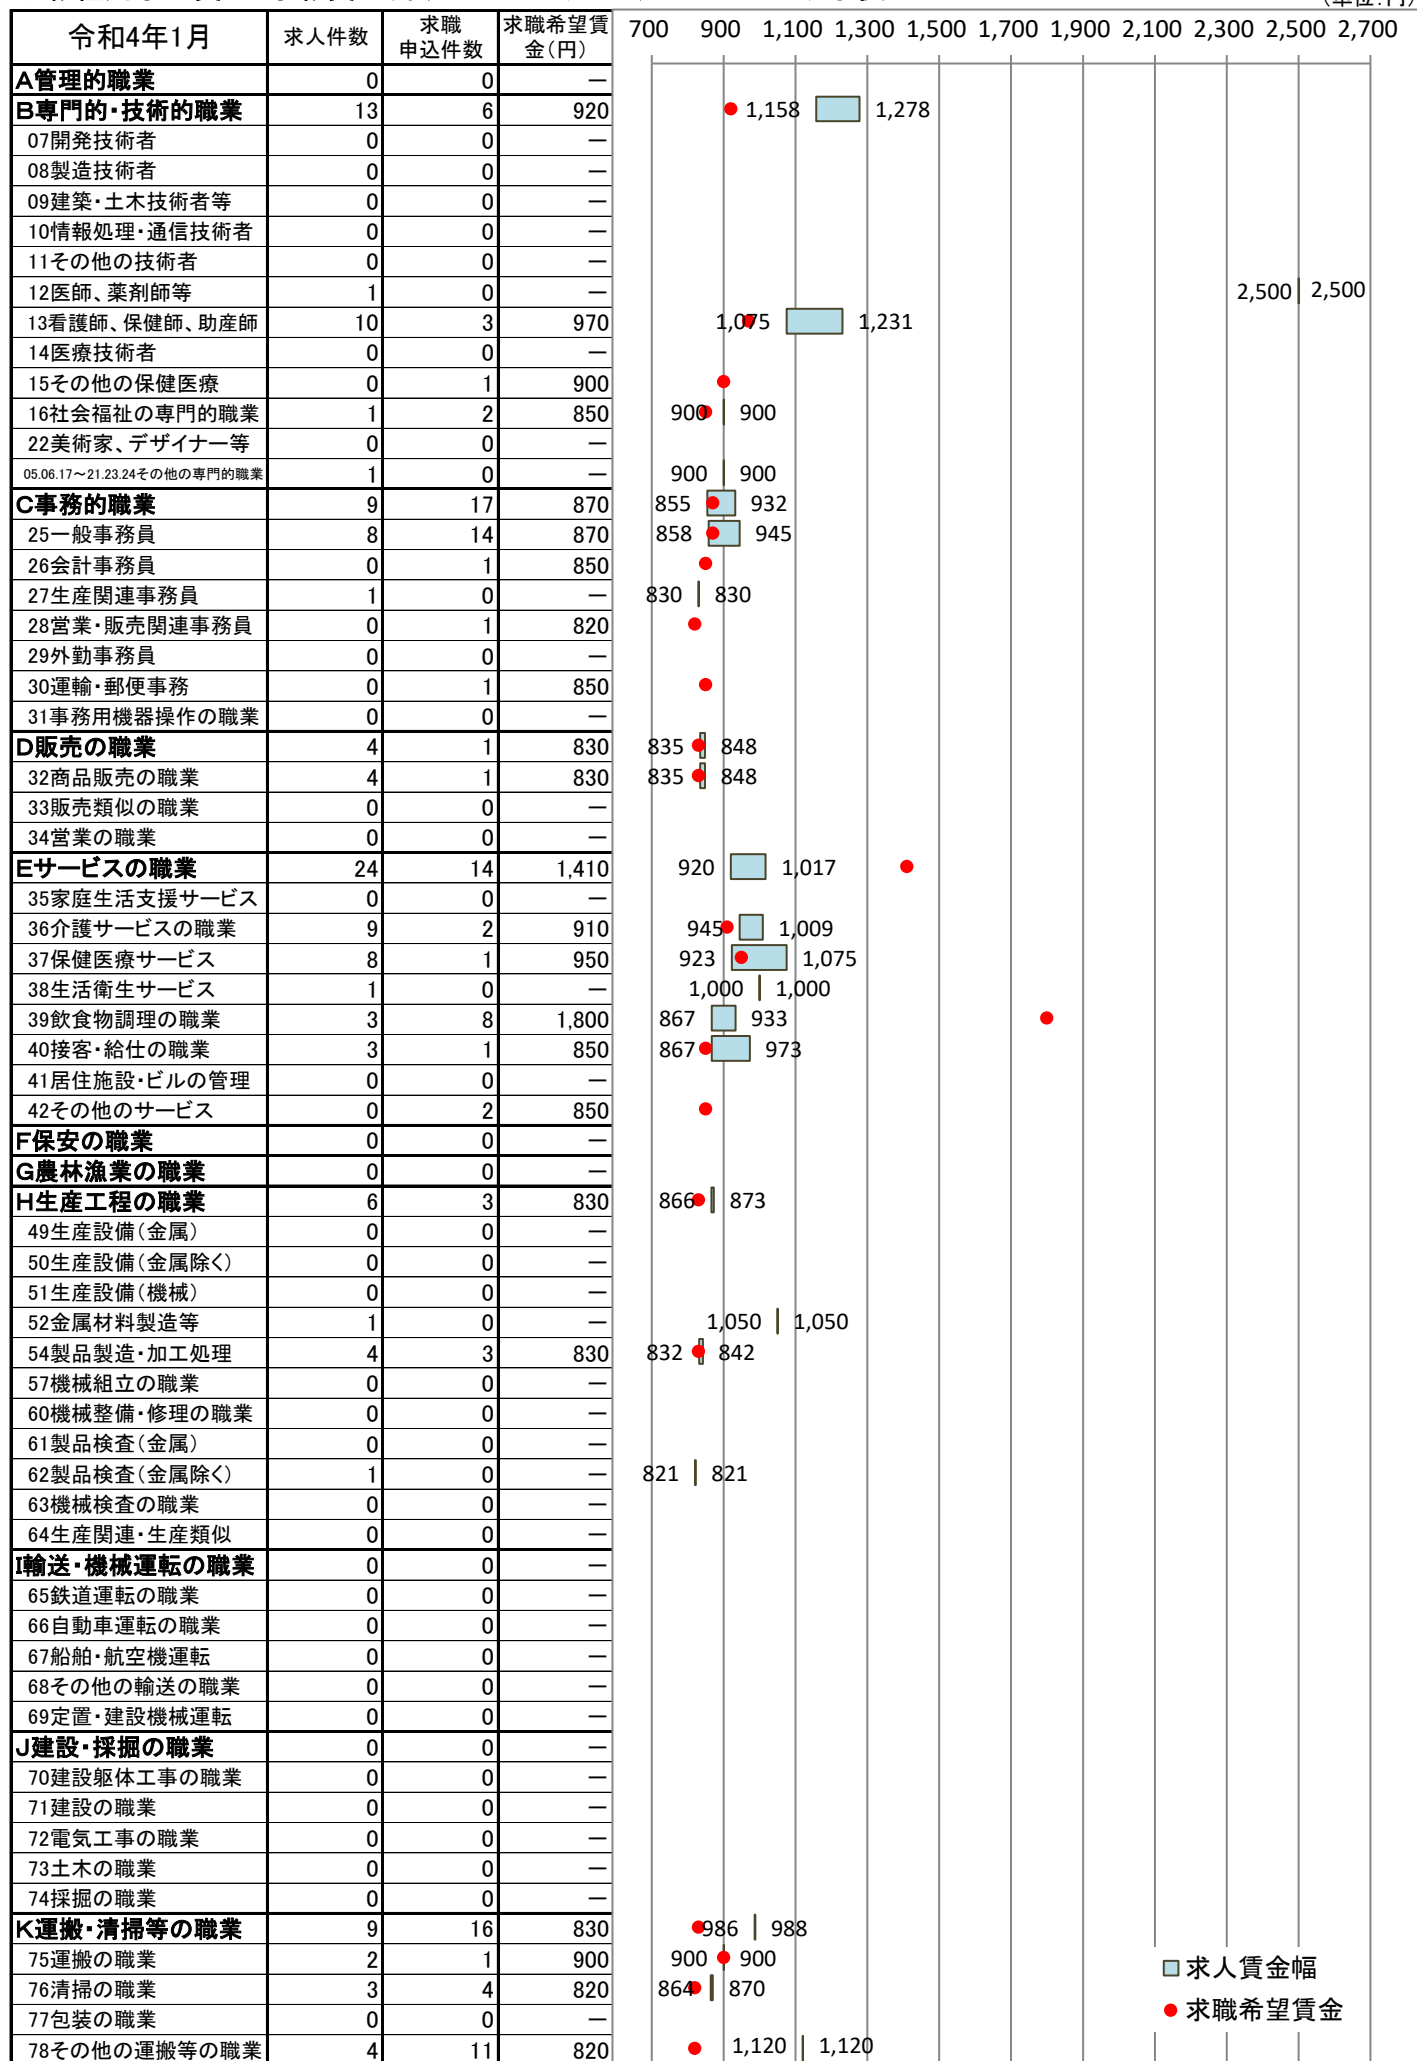 令和4年1月 求人件数 求職申込件数 求職希望賃金(円) 700 900 1,100 1,300 1,500 1,700 1,900 2,100 2,300 2,500 2,700
A管理的職業 0 0 ―
B専門的・技術的職業 13 6 920 1,158 1,278
07開発技術者 0 0 ―
08製造技術者 0 0 ―
09建築・土木技術者等 0 0 ―
10情報処理・通信技術者 0 0 ―
11その他の技術者 0 0 ―
12医師、薬剤師等 1 0 ― 2,500 2,500
13看護師、保健師、助産師 10 3 970 1,075 1,231
14医療技術者 0 0 ―
15その他の保健医療 0 1 900
16社会福祉の専門的職業 1 2 850 900 900
22美術家、デザイナー等 0 0 ―
05.06.17～21.23.24その他の専門的職業 1 0 ― 900 900
C事務的職業 9 17 870 855 932
25一般事務員 8 14 870 858 945
26会計事務員 0 1 850
27生産関連事務員 1 0 ― 830 830
28営業・販売関連事務員 0 1 820
29外勤事務員 0 0 ―
30運輸・郵便事務 0 1 850
31事務用機器操作の職業 0 0 ―
D販売の職業 4 1 830 835 848
32商品販売の職業 4 1 830 835 848
33販売類似の職業 0 0 ―
34営業の職業 0 0 ―
Eサービスの職業 24 14 1,410 920 1,017
35家庭生活支援サービス 0 0 ―
36介護サービスの職業 9 2 910 945 1,009
37保健医療サービス 8 1 950 923 1,075
38生活衛生サービス 1 0 ― 1,000 1,000
39飲食物調理の職業 3 8 1,800 867 933
40接客・給仕の職業 3 1 850 867 973
41居住施設・ビルの管理 0 0 ―
42その他のサービス 0 2 850
F保安の職業 0 0 ―
G農林漁業の職業 0 0 ―
H生産工程の職業 6 3 830 866 873
49生産設備(金属) 0 0 ―
50生産設備(金属除く) 0 0 ―
51生産設備(機械) 0 0 ―
52金属材料製造等 1 0 ― 1,050 1,050
54製品製造・加工処理 4 3 830 832 842
57機械組立の職業 0 0 ―
60機械整備・修理の職業 0 0 ―
61製品検査(金属) 0 0 ―
62製品検査(金属除く) 1 0 ― 821 821
63機械検査の職業 0 0 ―
64生産関連・生産類似 0 0 ―
I輸送・機械運転の職業 0 0 ―
65鉄道運転の職業 0 0 ―
66自動車運転の職業 0 0 ―
67船舶・航空機運転 0 0 ―
68その他の輸送の職業 0 0 ―
69定置・建設機械運転 0 0 ―
J建設・採掘の職業 0 0 ―
70建設躯体工事の職業 0 0 ―
71建設の職業 0 0 ―
72電気工事の職業 0 0 ―
73土木の職業 0 0 ―
74採掘の職業 0 0 ―
K運搬・清掃等の職業 9 16 830 986 988
75運搬の職業 2 1 900 900 900
76清掃の職業 3 4 820 864 870
77包装の職業 0 0 ―
78その他の運搬等の職業 4 11 820 1,120 1,120
求人賃金幅
求職希望賃金